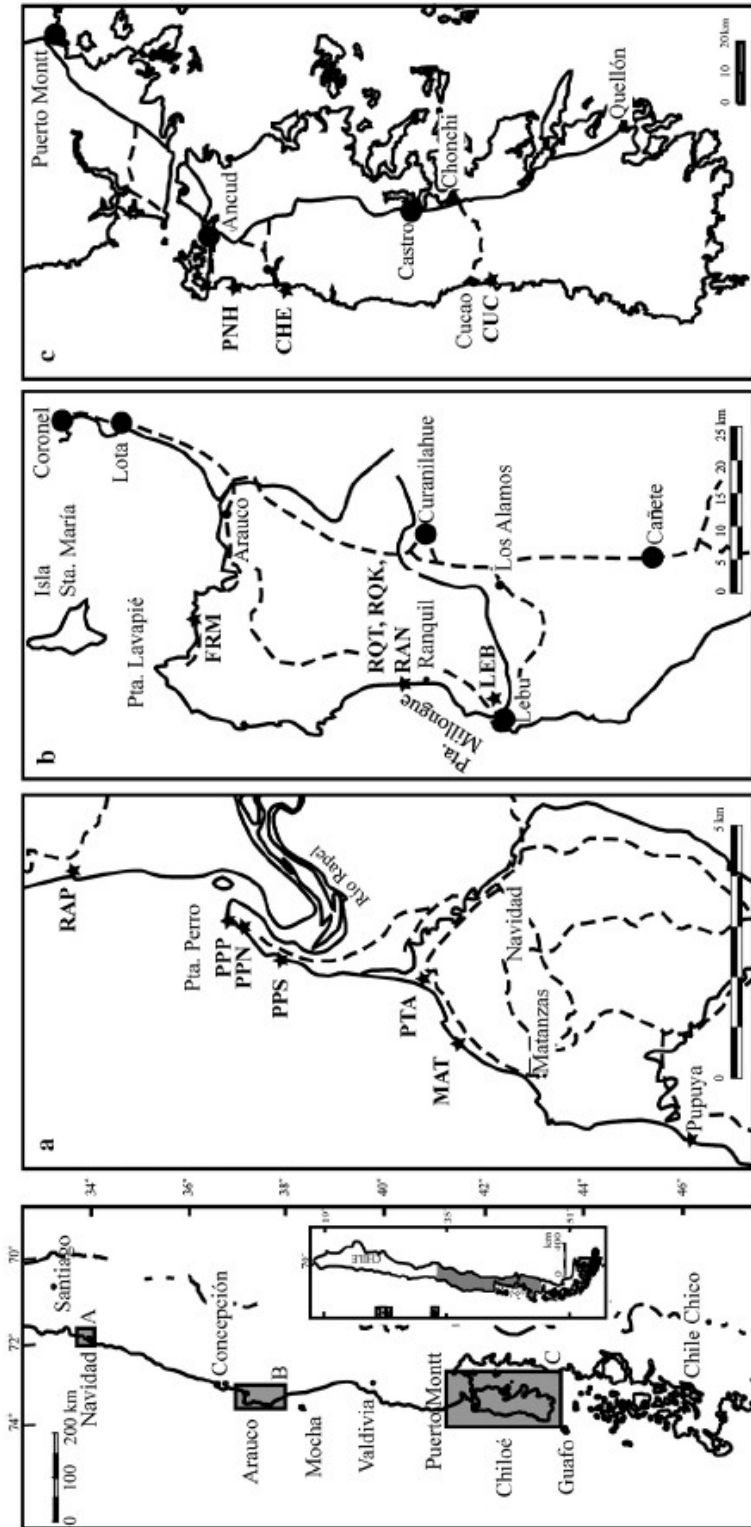 0 100 200 km
74° 72° 70°
Santiago
Navidad
A
34°
36°
Concepción
Arauco
B
38°
Mocha
Valdivia
40°
Puerto Montt
Chiloé
C
42°
Guafo
44°
Chile Chico
46°
CHILE
km
0 400
a
RAP
Pta. Perro
PPP
PPN
Río Rapel
PPS
PTA
MAT
Navidad
Matanzas
Pupuya
0 5 km
b
Isla
Sta. María
Coronel
Lota
Pta. Lavapié
FRM
Arauco
RQT, RQK,
RAN
Ranquil
Curanilahue
Pta.
Millongue
LEB
Lebu
Los Alamos
Cañete
0 5 10 15 20 25 km
c
Puerto Montt
Ancud
PNH
CHE
Castro
Chonchi
Cucao
CUC
Quellón
0 10 20 km